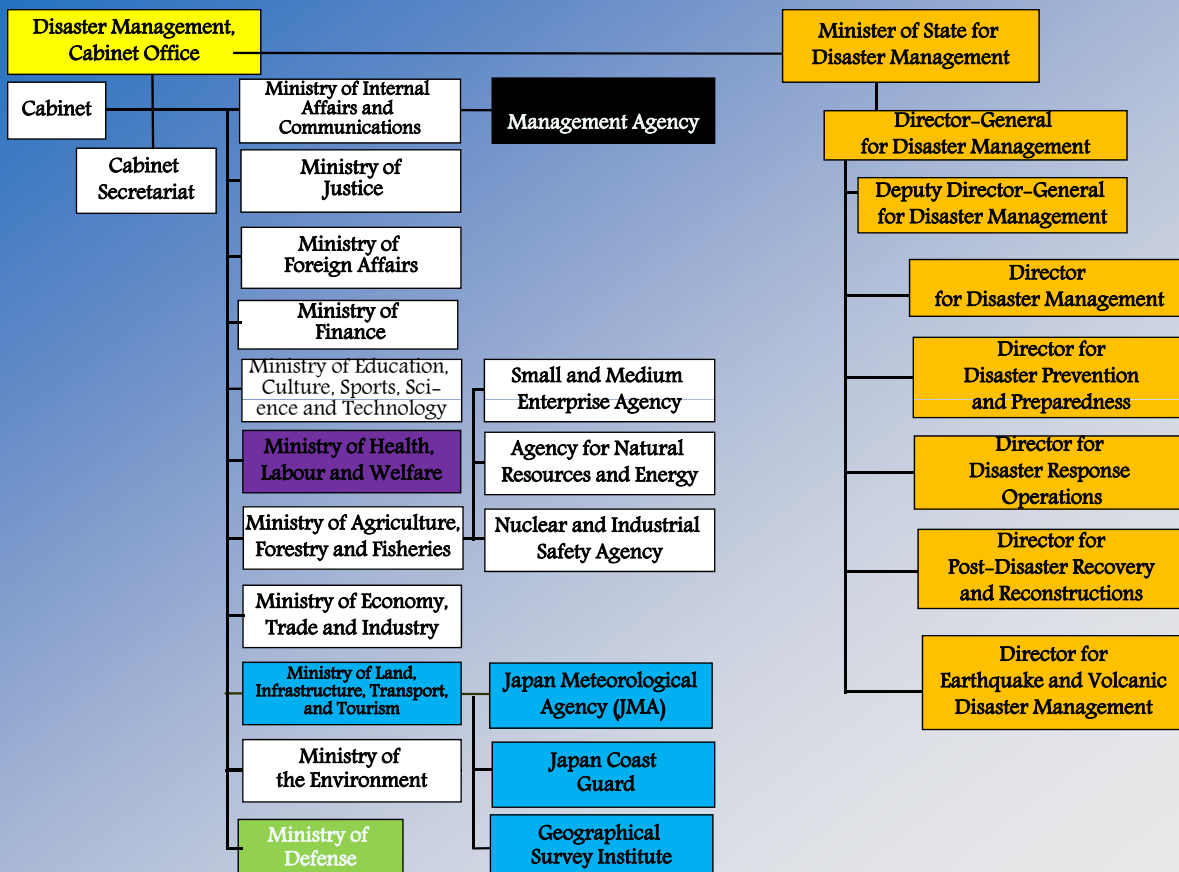 Disaster Management,
Cabinet Office
Minister of State for
Disaster Management
Cabinet
Cabinet
Secretariat
Ministry of Internal
Affairs and
Communications
Management Agency
Ministry of
Justice
Ministry of
Foreign Affairs
Ministry of
Finance
Ministry of Education,
Culture, Sports, Sci-
ence and Technology
Ministry of Health,
Labour and Welfare
Ministry of Agriculture,
Forestry and Fisheries
Small and Medium
Enterprise Agency
Agency for Natural
Resources and Energy
Nuclear and Industrial
Safety Agency
Ministry of Economy,
Trade and Industry
Ministry of Land,
Infrastructure, Transport,
and Tourism
Japan Meteorological
Agency (JMA)
Japan Coast
Guard
Geographical
Survey Institute
Ministry of
the Environment
Ministry of
Defense
Director-General
for Disaster Management
Deputy Director-General
for Disaster Management
Director
for Disaster Management
Director for
Disaster Prevention
and Preparedness
Director for
Disaster Response
Operations
Director for
Post-Disaster Recovery
and Reconstructions
Director for
Earthquake and Volcanic
Disaster Management